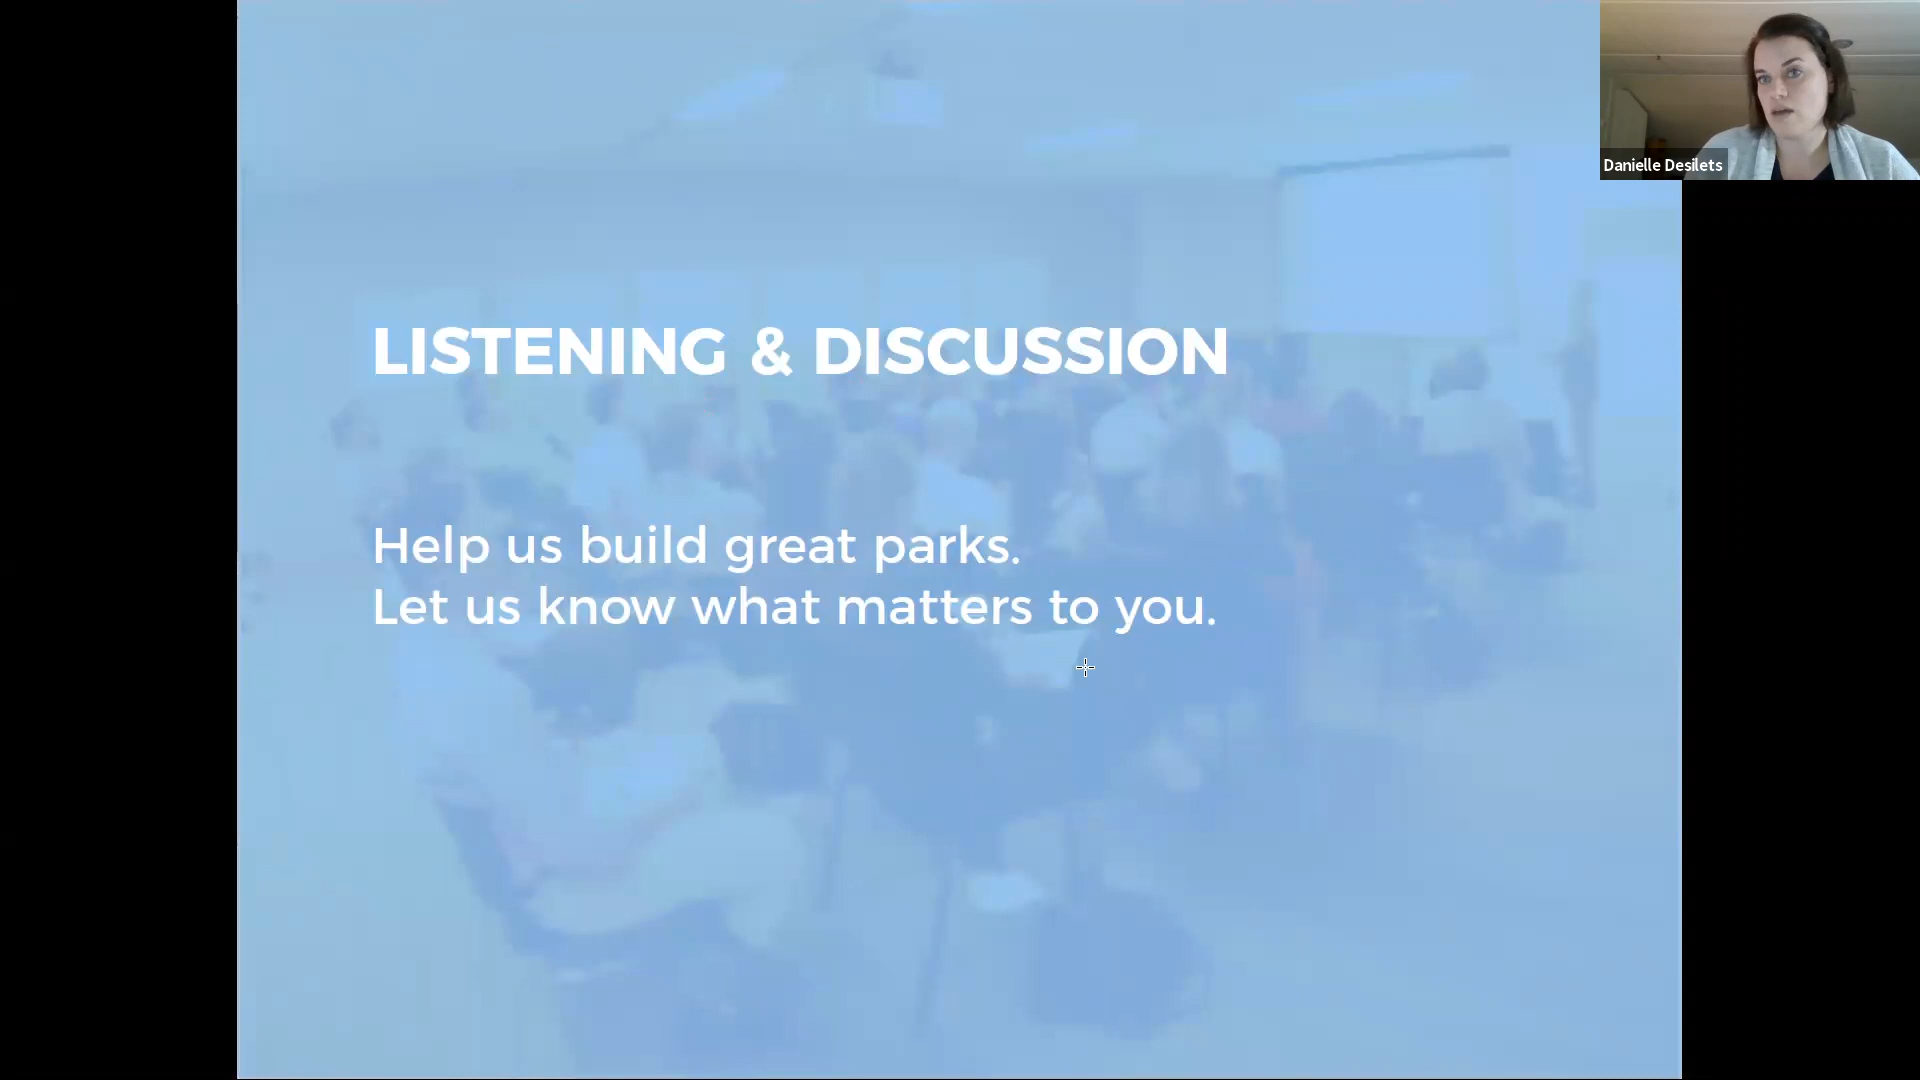 Danielle Desilets
LISTENING & DISCUSSION
Help us build great parks.
Let us know what matters to you.